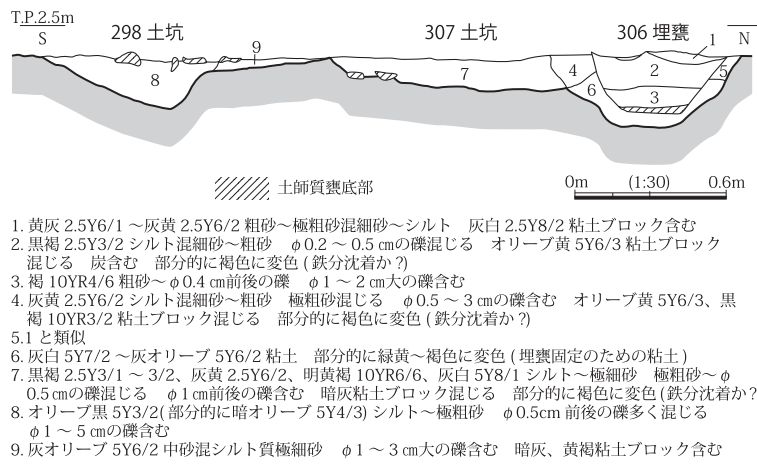 T.P.2.5m
S
298 土坑
9
307 土坑
306 埋甕
1
N
8
7
4
6
2
3
5
土師質甕底部
0m (1:30) 0.6m
1. 黄灰 2.5Y6/1 ～灰黄 2.5Y6/2 粗砂～極粗砂混細砂～シルト　灰白 2.5Y8/2 粘土ブロック含む
2. 黒褐 2.5Y3/2 シルト混細砂～粗砂　φ0.2 ～ 0.5 ㎝の礫混じる　オリーブ黄 5Y6/3 粘土ブロック
混じる　炭含む　部分的に褐色に変色 ( 鉄分沈着か ?)
3. 褐 10YR4/6 粗砂～φ0.4 ㎝前後の礫　φ1 ～ 2 ㎝大の礫含む
4. 灰黄 2.5Y6/2 シルト混細砂～粗砂　極粗砂混じる　φ0.5 ～ 3 ㎝の礫含む　オリーブ黄 5Y6/3、黒
褐 10YR3/2 粘土ブロック混じる　部分的に褐色に変色 ( 鉄分沈着か ?)
5.1 と類似
6. 灰白 5Y7/2 ～灰オリーブ 5Y6/2 粘土　部分的に緑黄～褐色に変色 ( 埋甕固定のための粘土 )
7. 黒褐 2.5Y3/1 ～ 3/2、灰黄 2.5Y6/2、明黄褐 10YR6/6、灰白 5Y8/1 シルト～極細砂　極粗砂～φ
0.5㎝の礫混じる　φ1㎝前後の礫含む　暗灰粘土ブロック混じる　部分的に褐色に変色 (鉄分沈着か ?
8. オリーブ黒 5Y3/2( 部分的に暗オリーブ 5Y4/3) シルト～極粗砂　φ0.5cm 前後の礫多く混じる
φ1 ～ 5 ㎝の礫含む
9. 灰オリーブ 5Y6/2 中砂混シルト質極細砂　φ1 ～ 3 ㎝大の礫含む　暗灰、黄褐粘土ブロック含む